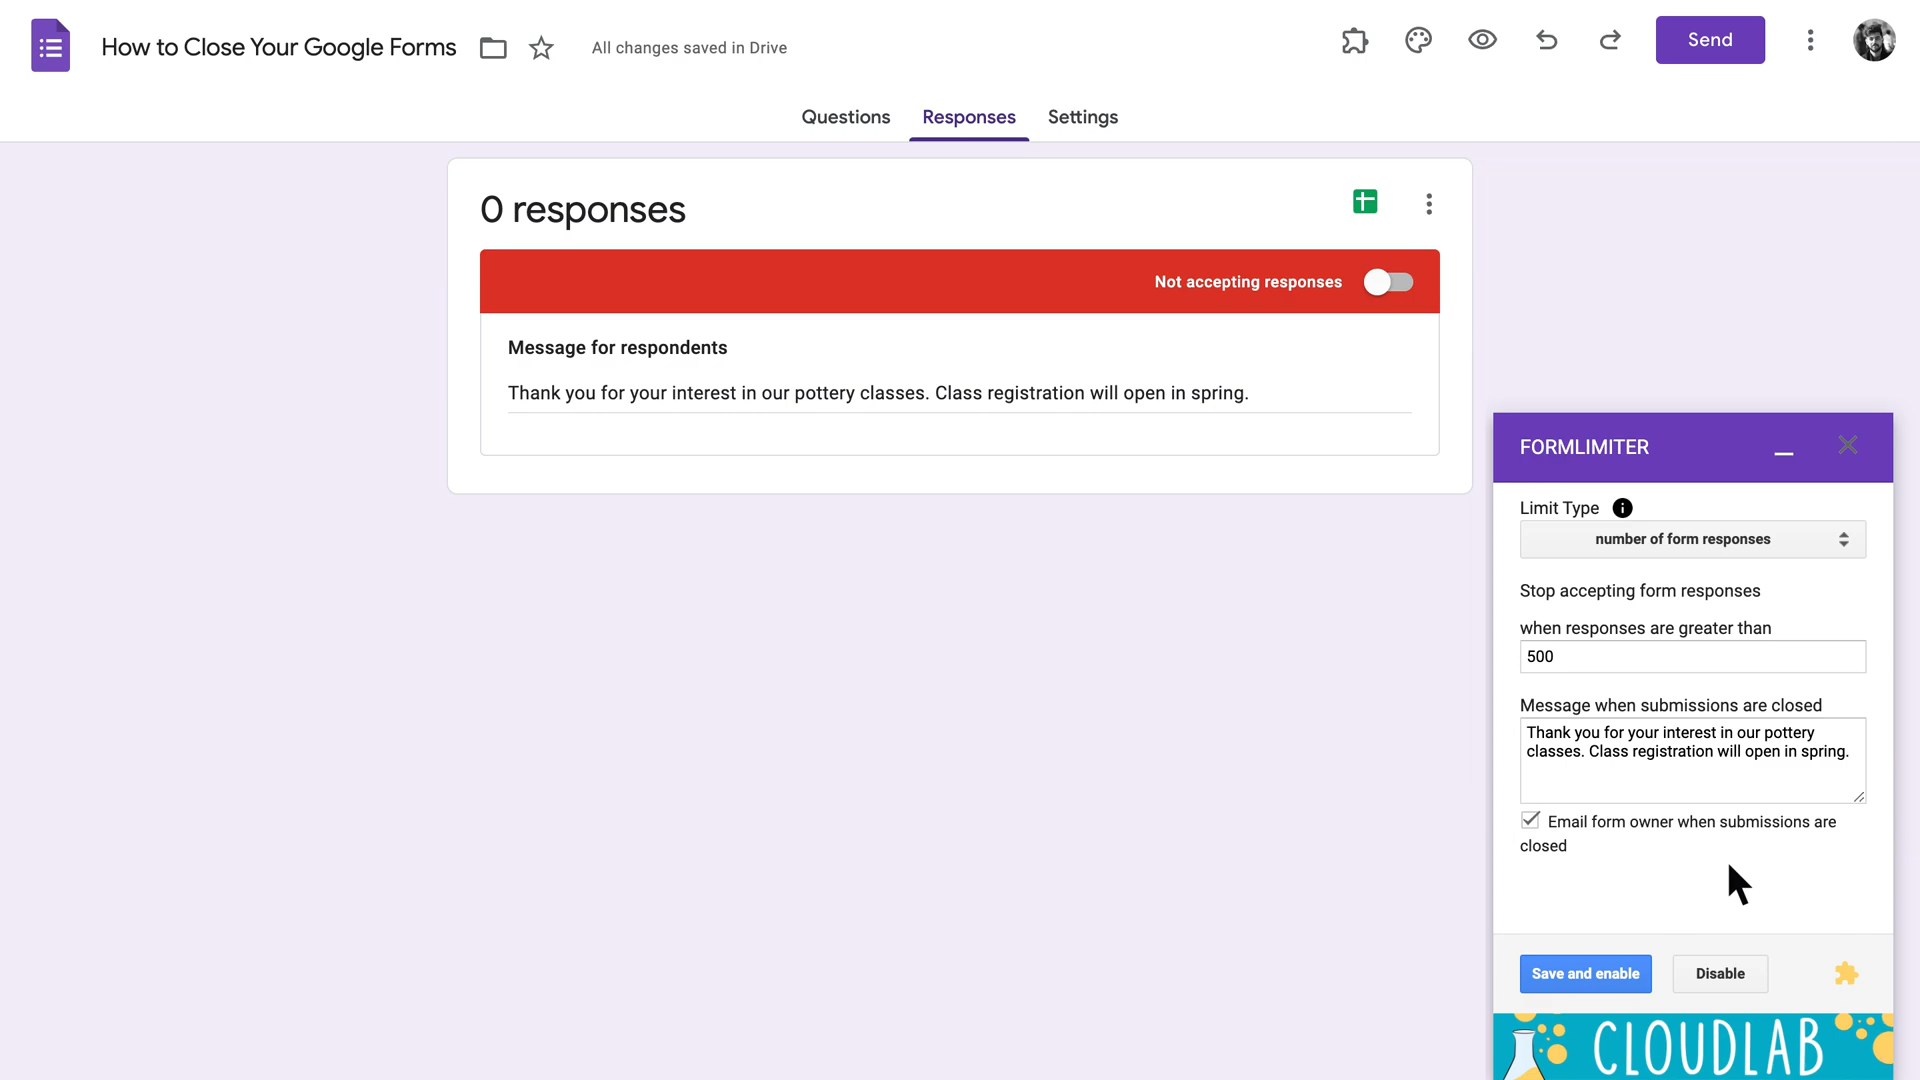 How to Close Your Google Forms
All changes saved in Drive
Send
Questions
Responses
Settings
0 responses
Not accepting responses
Message for respondents
Thank you for your interest in our pottery classes. Class registration will open in spring.
FORMLIMITER
Limit Type
number of form responses
Stop accepting form responses
when responses are greater than
500
Message when submissions are closed
Thank you for your interest in our pottery
classes. Class registration will open in spring.
Email form owner when submissions are
closed
Save and enable
Disable
CLOUDLAB